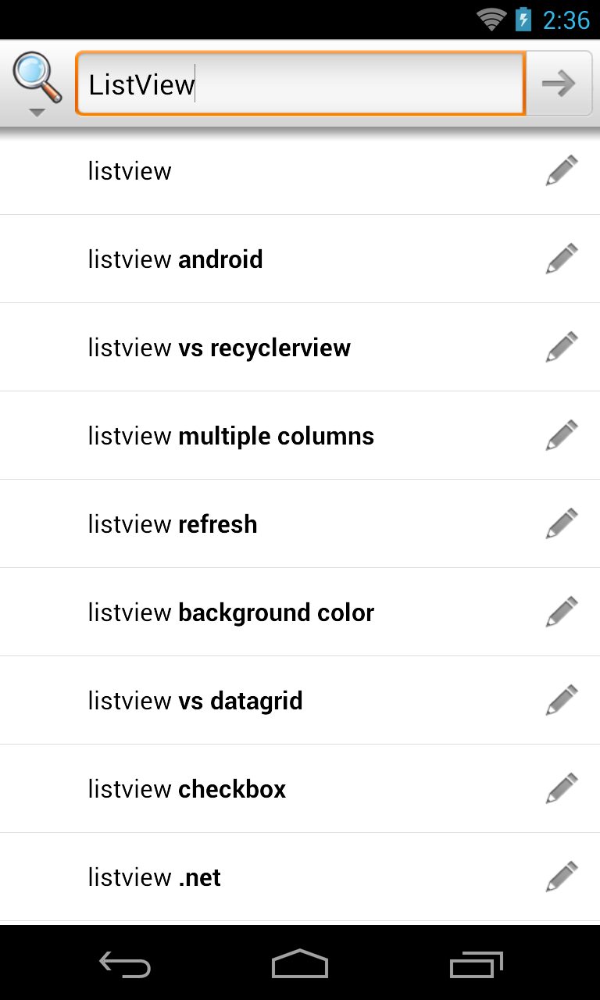 2:36
ListView
listview
listview android
listview vs recyclerview
listview multiple columns
listview refresh
listview background color
listview vs datagrid
listview checkbox
listview .net